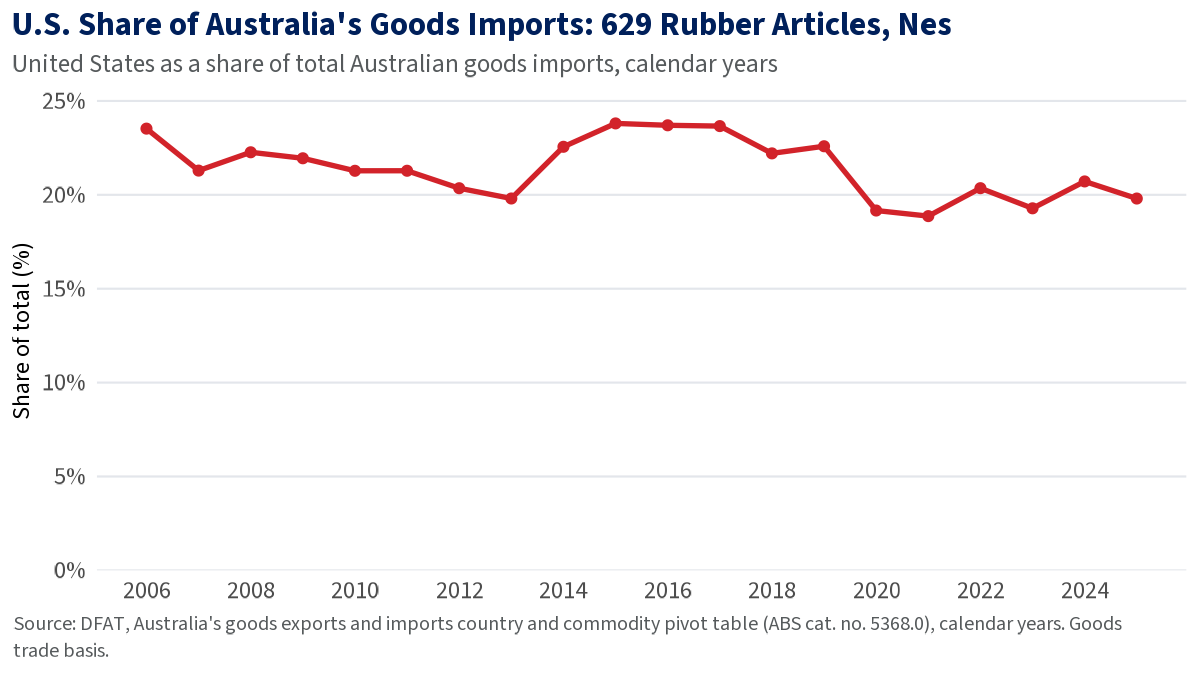 U.S. Share of Australia's Goods Imports: 629 Rubber Articles, Nes
United States as a share of total Australian goods imports, calendar years
Share of total (%)
25%
20%
15%
10%
5%
0%
2006 2008 2010 2012 2014 2016 2018 2020 2022 2024
Source: DFAT, Australia's goods exports and imports country and commodity pivot table (ABS cat. no. 5368.0), calendar years. Goods
trade basis.